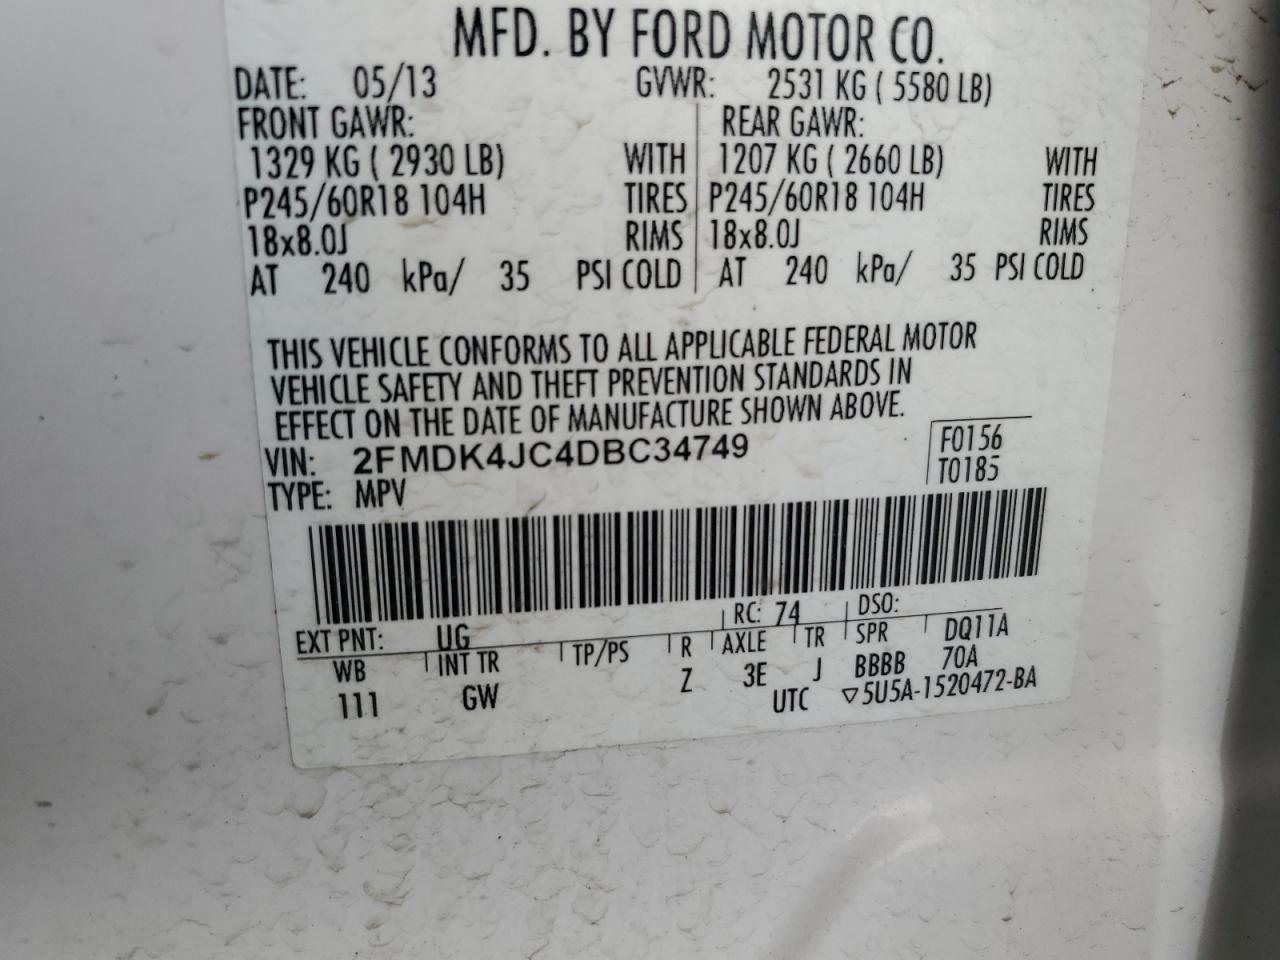 MFD. BY FORD MOTOR CO.
DATE: 05/13 GVWR: 2531 KG ( 5580 LB)
FRONT GAWR: REAR GAWR:
1329 KG ( 2930 LB) WITH 1207 KG ( 2660 LB) WITH
P245/60R18 104H TIRES P245/60R18 104H TIRES
18x8.0J RIMS 18x8.0J RIMS
AT 240 kPa/ 35 PSI COLD AT 240 kPa/ 35 PSI COLD
THIS VEHICLE CONFORMS TO ALL APPLICABLE FEDERAL MOTOR
VEHICLE SAFETY AND THEFT PREVENTION STANDARDS IN
EFFECT ON THE DATE OF MANUFACTURE SHOWN ABOVE.
VIN: 2FMDK4JC4DBC34749 F0156
TYPE: MPV T0185
EXT PNT: UG RC: 74 DSO:
WB INT TR TP/PS R AXLE TR SPR DQ11A
111 GW Z 3E J BBBB 70A
UTC ▽5U5A-1520472-BA